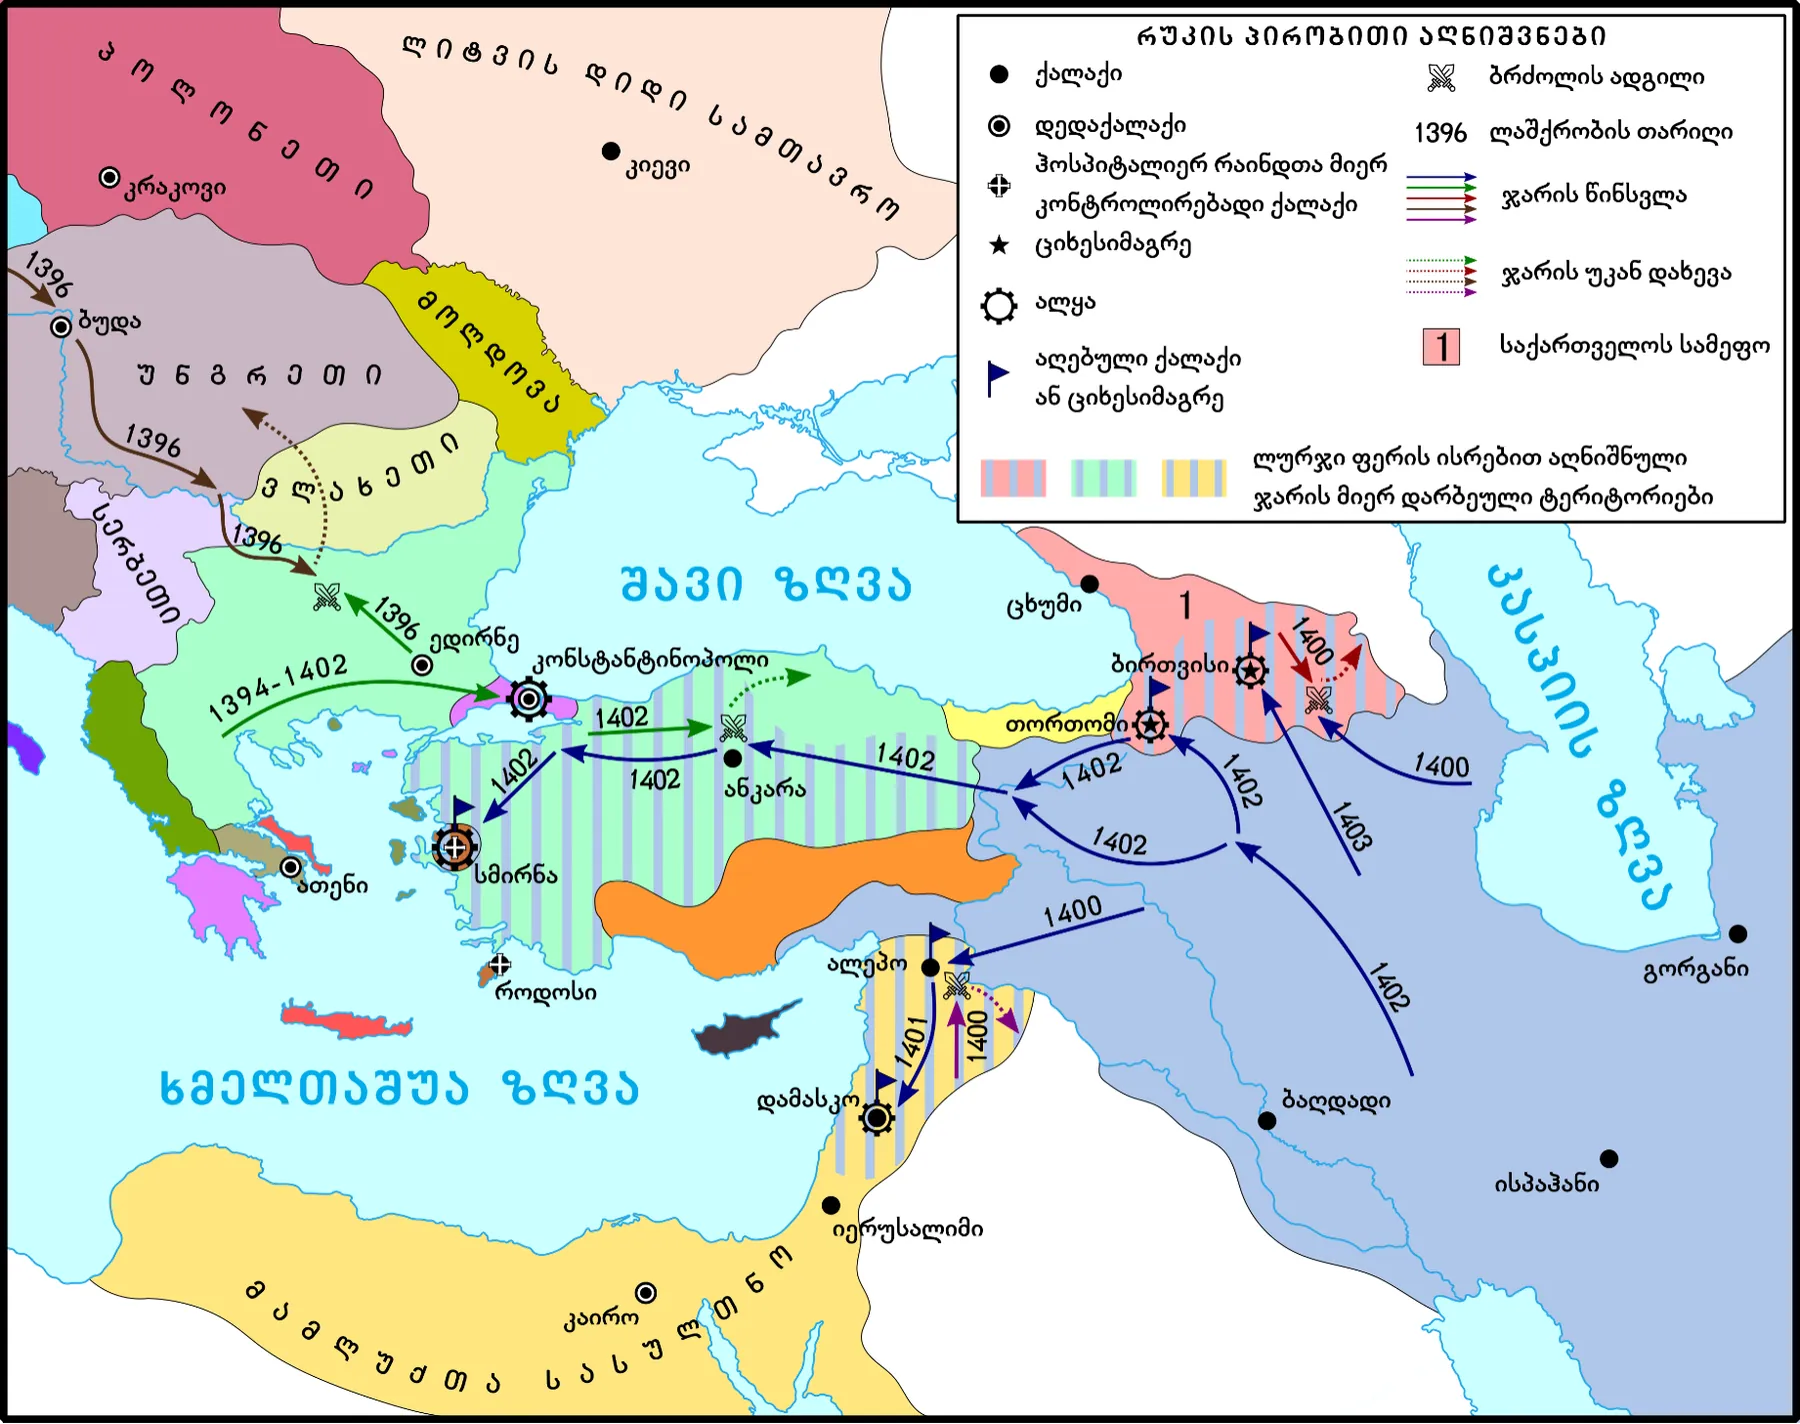 რუკის პირობითი აღნიშვნები
ქალაქი
დედაქალაქი
ჰოსპიტალიერ რაინდთა მიერ
კონტროლირებადი ქალაქი
ციხესიმაგრე
ალყა
აღებული ქალაქი
ან ციხესიმაგრე
ბრძოლის ადგილი
1396 ლაშქრობის თარიღი
ჯარის წინსვლა
ჯარის უკან დახევა
1 საქართველოს სამეფო
ლურჯი ფერის ისრებით აღნიშნული
ჯარის მიერ დარბეული ტერიტორიები
პოლონეთი
ლიტვის დიდი სამთავრო
კიევი
კრაკოვი
1396
ბუდა
მოლდოვა
უნგრეთი
1396
ვლახეთი
სერბეთი
1396
შავი ზღვა
კასპიის ზღვა
ცხუმი
1
1396
ედირნე
კონსტანტინოპოლი
1394-1402
ბირთვისი
1400
თორთომი
1402
1402
1402
1402
ანკარა
1402
1402
1400
1402
1403
სმირნა
ათენი
1400
ალეპო
როდოსი
გორგანი
1402
1401
1400
ხმელთაშუა ზღვა
დამასკო
ბაღდადი
ისპაჰანი
იერუსალიმი
კაირო
მამლუქთა სასულთნო